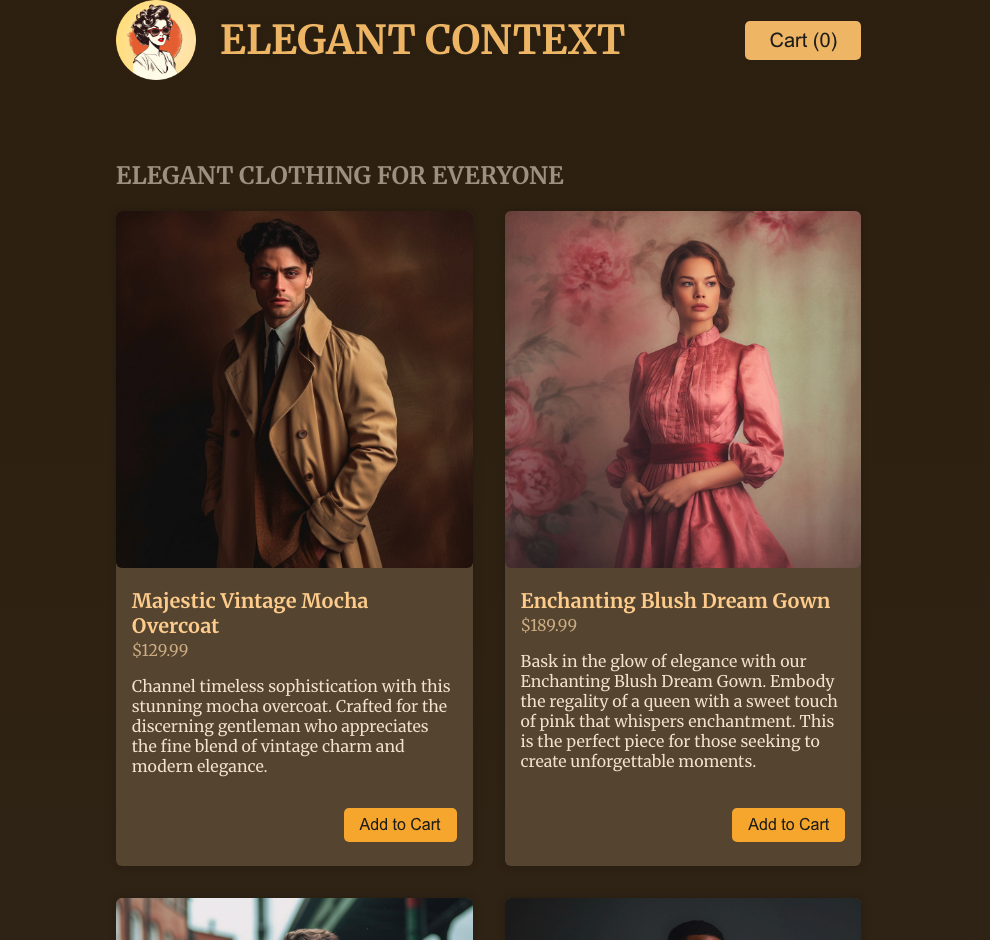 ELEGANT CONTEXT
Cart (0)
ELEGANT CLOTHING FOR EVERYONE
Majestic Vintage Mocha
Overcoat
$129.99
Channel timeless sophistication with this
stunning mocha overcoat. Crafted for the
discerning gentleman who appreciates
the fine blend of vintage charm and
modern elegance.
Add to Cart
Enchanting Blush Dream Gown
$189.99
Bask in the glow of elegance with our
Enchanting Blush Dream Gown. Embody
the regality of a queen with a sweet touch
of pink that whispers enchantment. This
is the perfect piece for those seeking to
create unforgettable moments.
Add to Cart